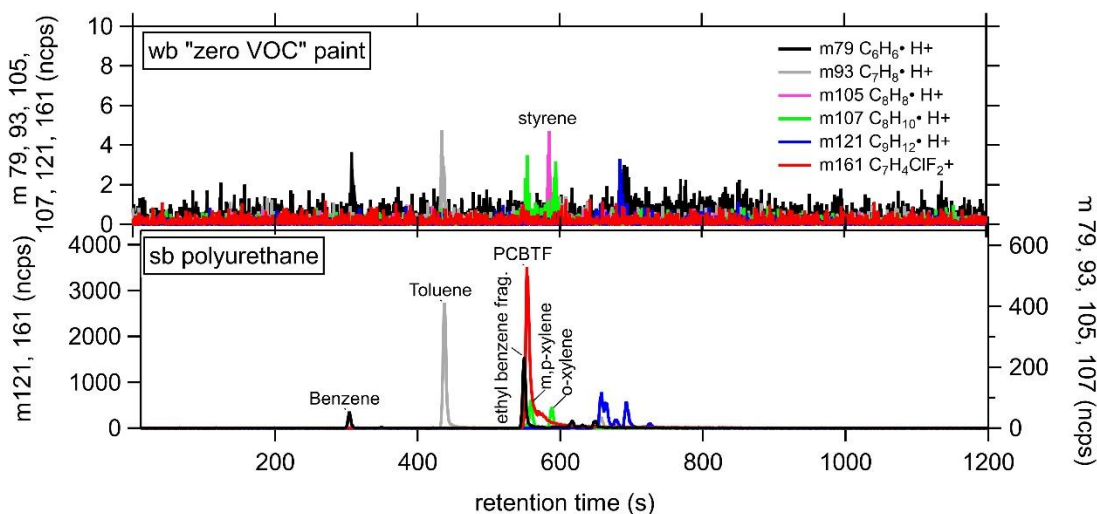 10
8
6
4
2
0
m 79, 93, 105,
107, 121, 161 (ncps)
wb "zero VOC" paint
styrene
m79 C₆H₆• H+
m93 C₇H₈• H+
m105 C₈H₈• H+
m107 C₈H₁₀• H+
m121 C₉H₁₂• H+
m161 C₇H₄ClF₂+
4000
3000
2000
1000
0
m121, 161 (ncps)
sb polyurethane
Benzene
Toluene
ethyl benzene frag.
PCBTF
m,p-xylene
o-xylene
600
400
200
0
m 79, 93, 105, 107 (ncps)
200
400
600
800
1000
1200
retention time (s)